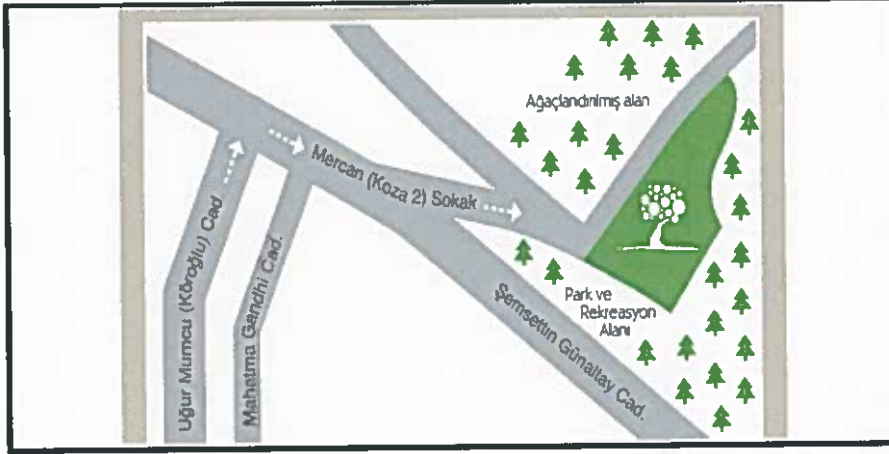 Ağaçlandırılmış alan
Mercan (Koza 2) Sokak
Uğur Mumcu (Köroğlu) Cad
Mahatma Gandhi Cad.
Park ve
Rekreasyon
Alanı
Şemsettin Günaltay Cad.